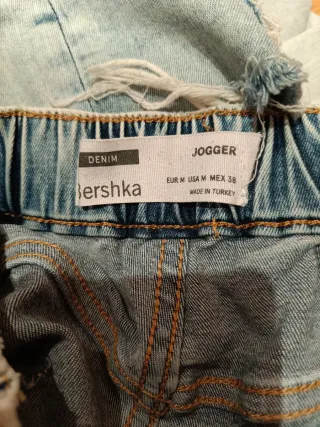 DENIM
JOGGER
Bershka
EUR M USA M MEX 38
MADE IN TURKEY